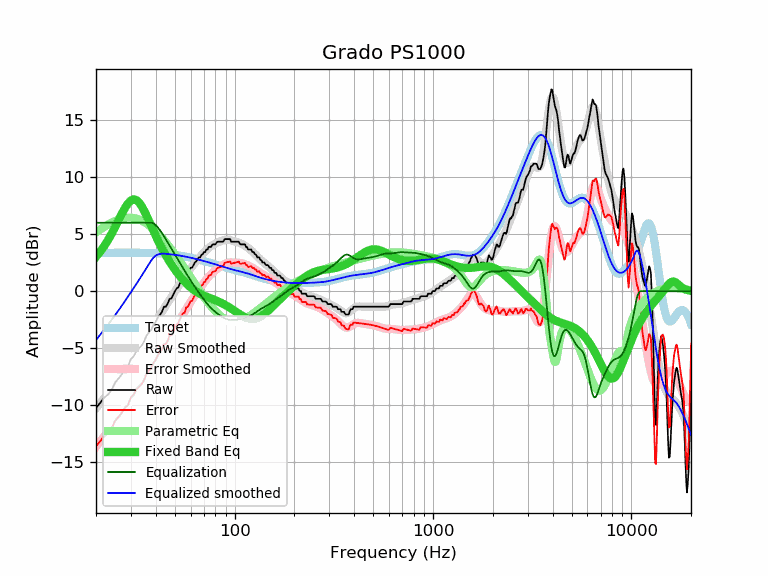 Grado PS1000
Amplitude (dBr)
15
10
5
0
−5
−10
−15
Target
Raw Smoothed
Error Smoothed
Raw
Error
Parametric Eq
Fixed Band Eq
Equalization
Equalized smoothed
100
1000
10000
Frequency (Hz)